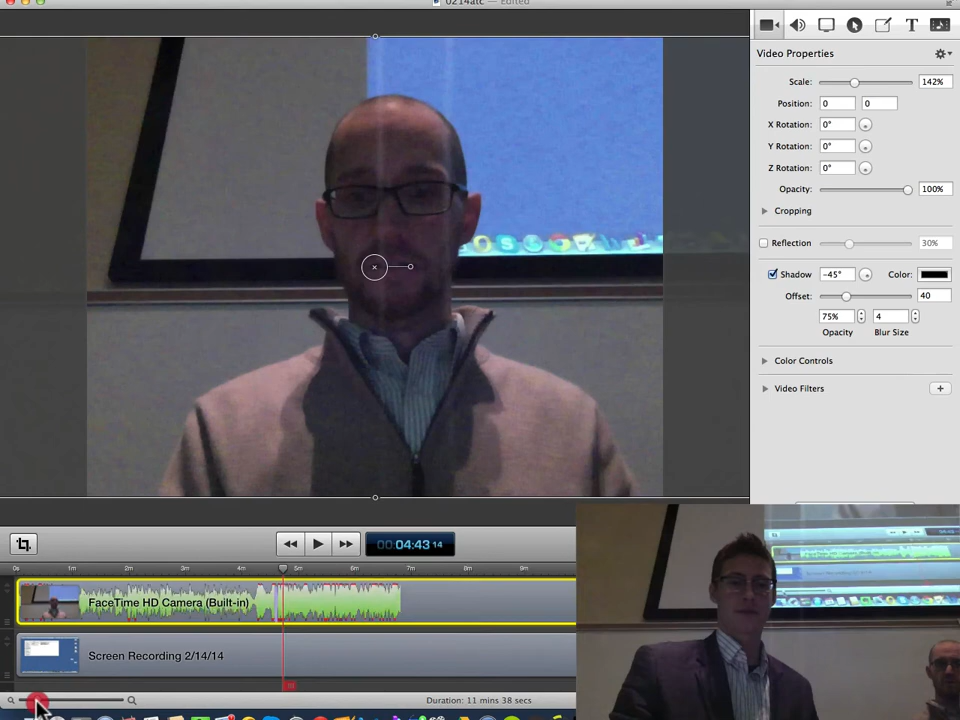 0214atc — Edited
Video Properties
Scale: 142%
Position: 0 0
X Rotation: 0°
Y Rotation: 0°
Z Rotation: 0°
Opacity: 100%
Cropping
Reflection 30%
Shadow -45° Color:
Offset: 40
75% 4
Opacity Blur Size
Color Controls
Video Filters +
00:04:43 14
0s 1m 2m 3m 4m 5m 6m 7m 8m 9m
FaceTime HD Camera (Built-in)
Screen Recording 2/14/14
Duration: 11 mins 38 secs